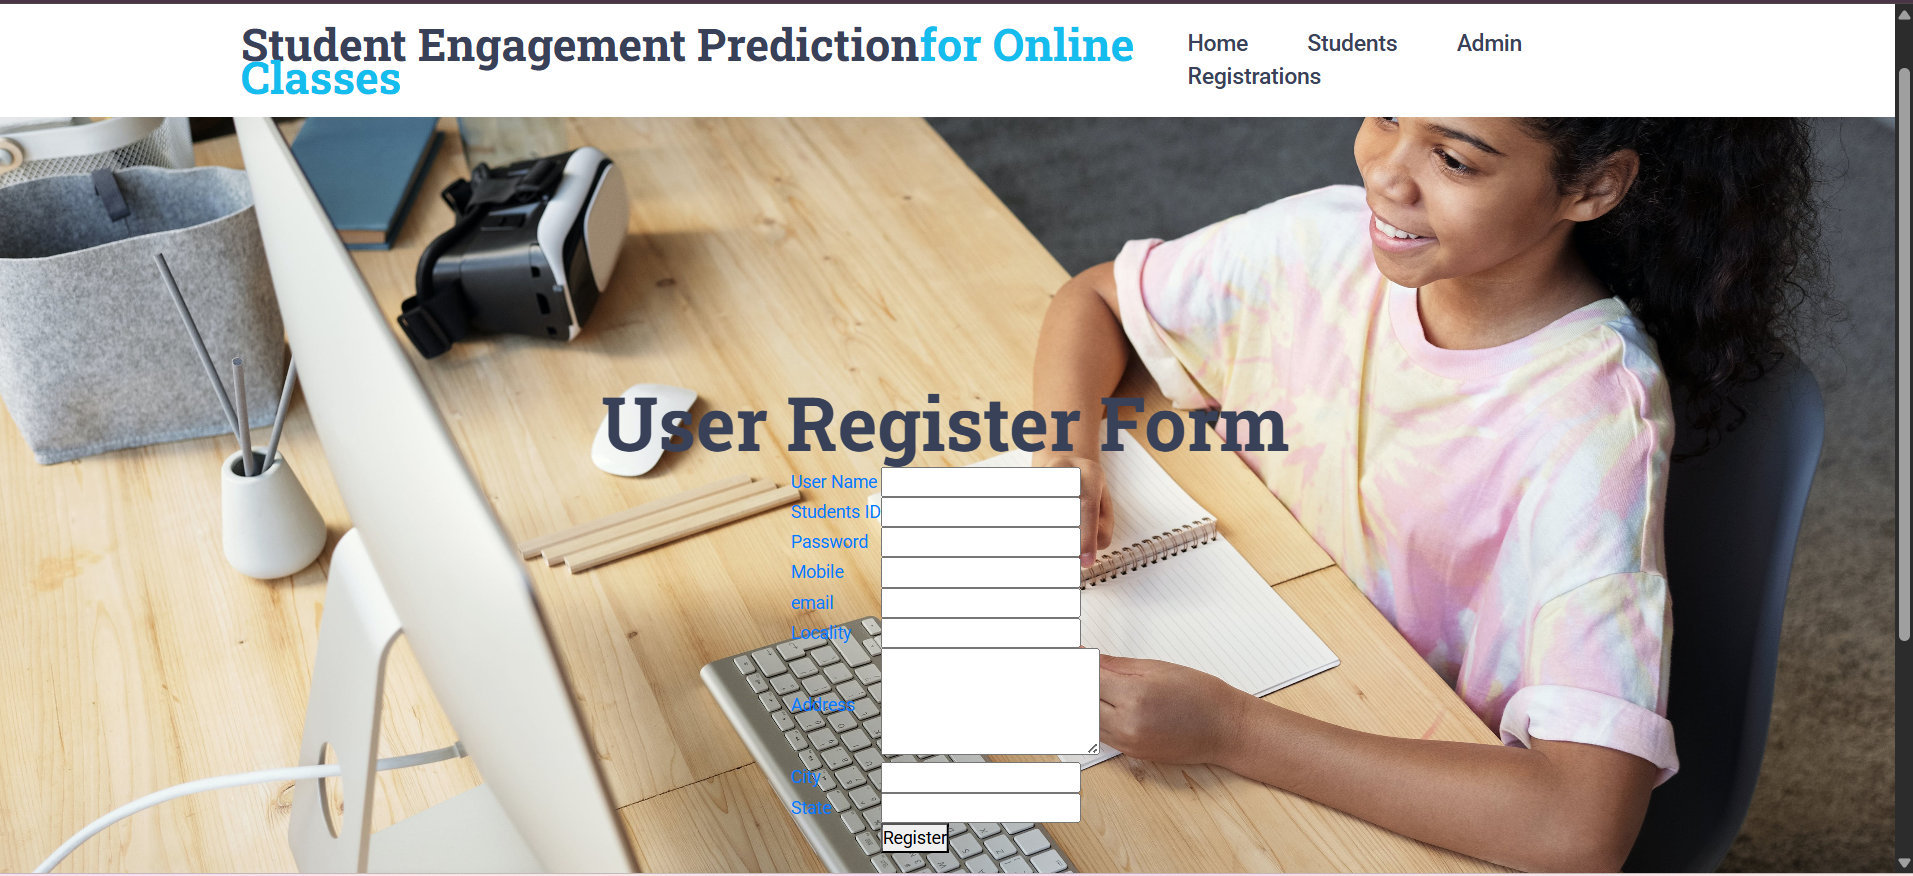 Student Engagement Predictionfor Online
Classes
Home Students Admin
Registrations
User Register Form
User Name
Students ID
Password
Mobile
email
Locality
Address
City
State
Register